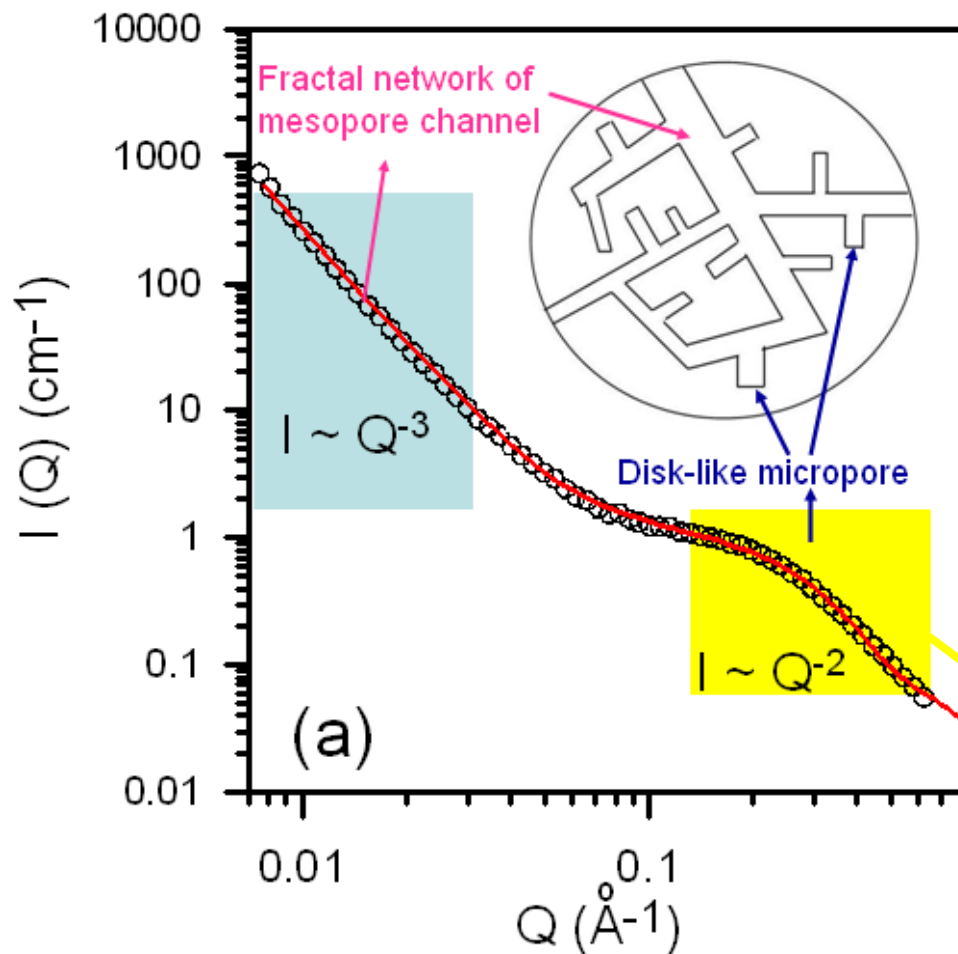 10000
1000
100
10
1
0.1
0.01
I (Q) (cm-1)
Fractal network of
mesopore channel
I ~ Q-3
Disk-like micropore
I ~ Q-2
(a)
0.01
0.1
Q (Å-1)